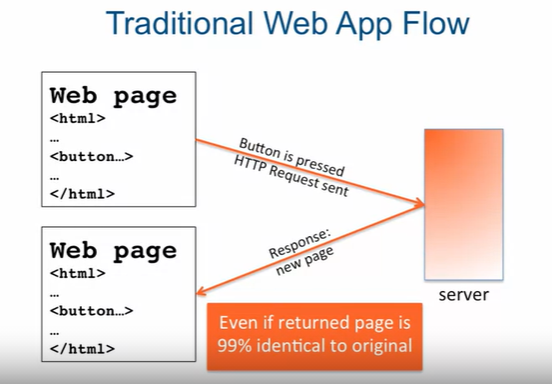 Traditional Web App Flow
Web page
<html>
…
<button…>
…
</html>
Button is pressed
HTTP Request sent
server
Response:
new page
Web page
<html>
…
<button…>
…
</html>
Even if returned page is
99% identical to original